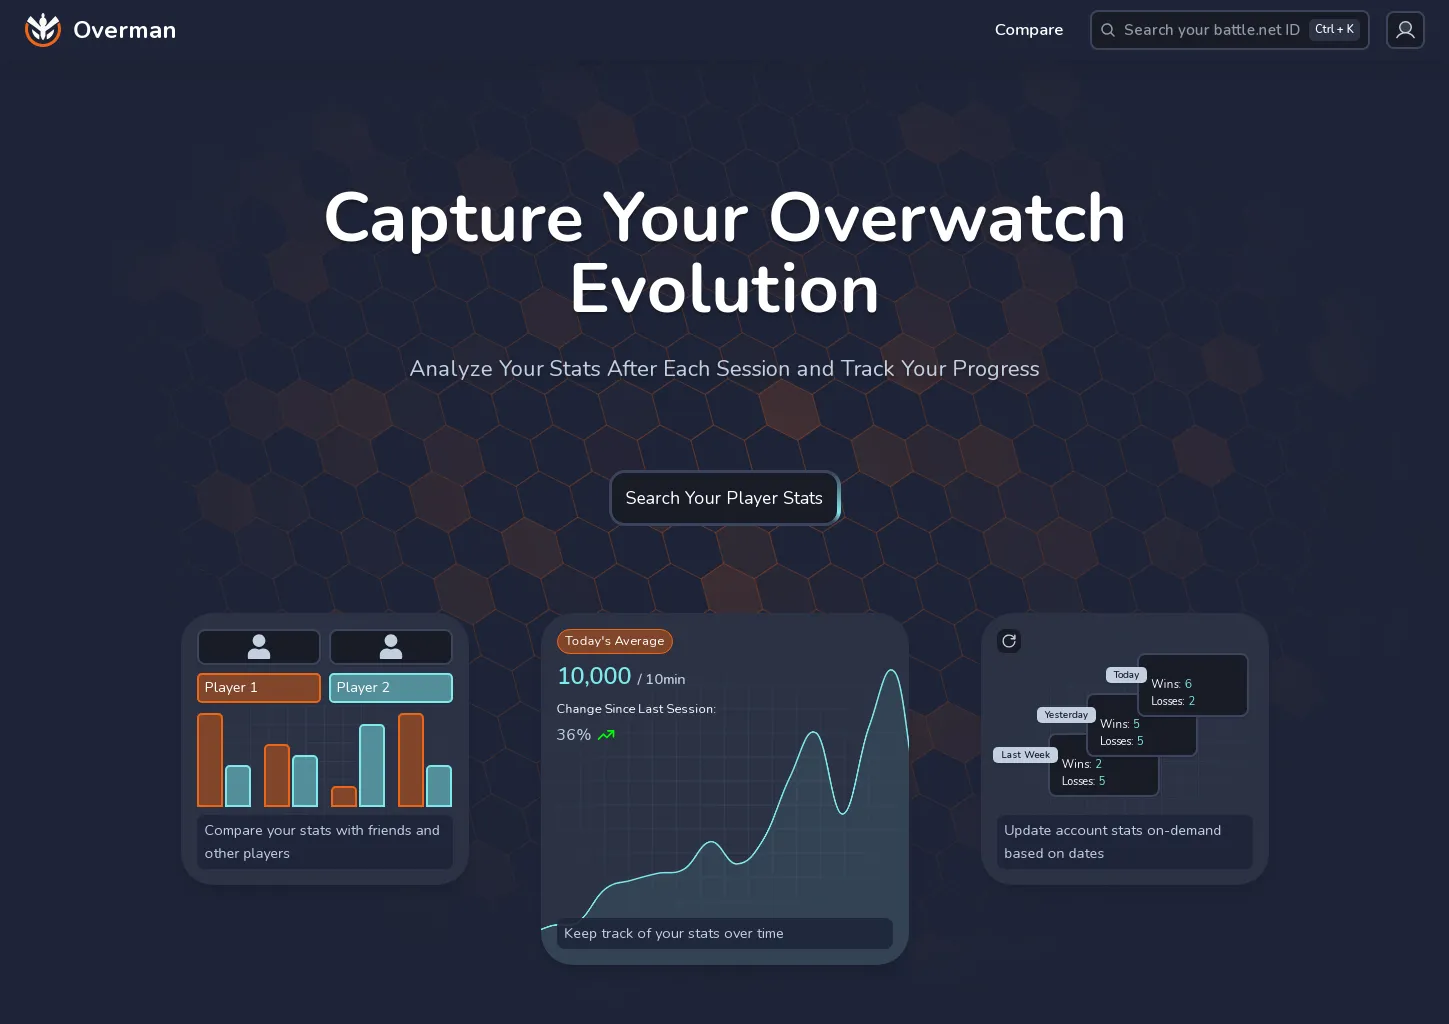 Overman
Compare
Search your battle.net ID
Ctrl + K
Capture Your Overwatch
Evolution
Analyze Your Stats After Each Session and Track Your Progress
Search Your Player Stats
Player 1
Player 2
Compare your stats with friends and
other players
Today's Average
10,000 / 10min
Change Since Last Session:
36%
Keep track of your stats over time
Today
Wins: 6
Losses: 2
Yesterday
Wins: 5
Losses: 5
Last Week
Wins: 2
Losses: 5
Update account stats on-demand
based on dates